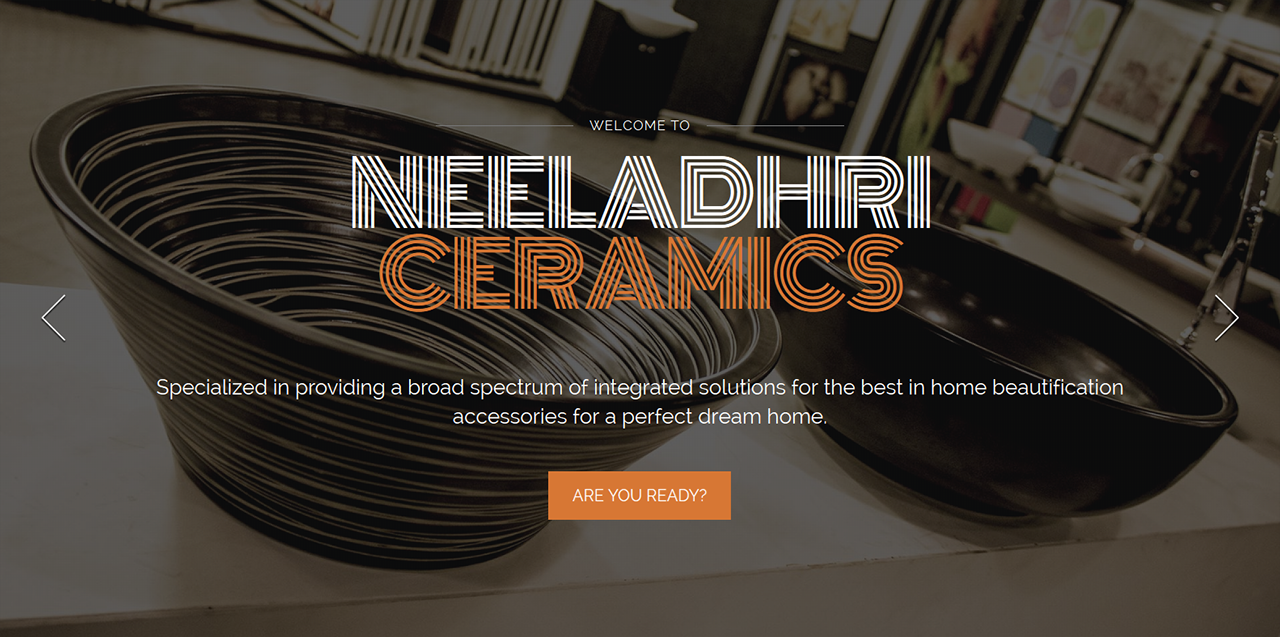 WELCOME TO
NEELADHRI
CERAMICS
Specialized in providing a broad spectrum of integrated solutions for the best in home beautification
accessories for a perfect dream home.
ARE YOU READY?